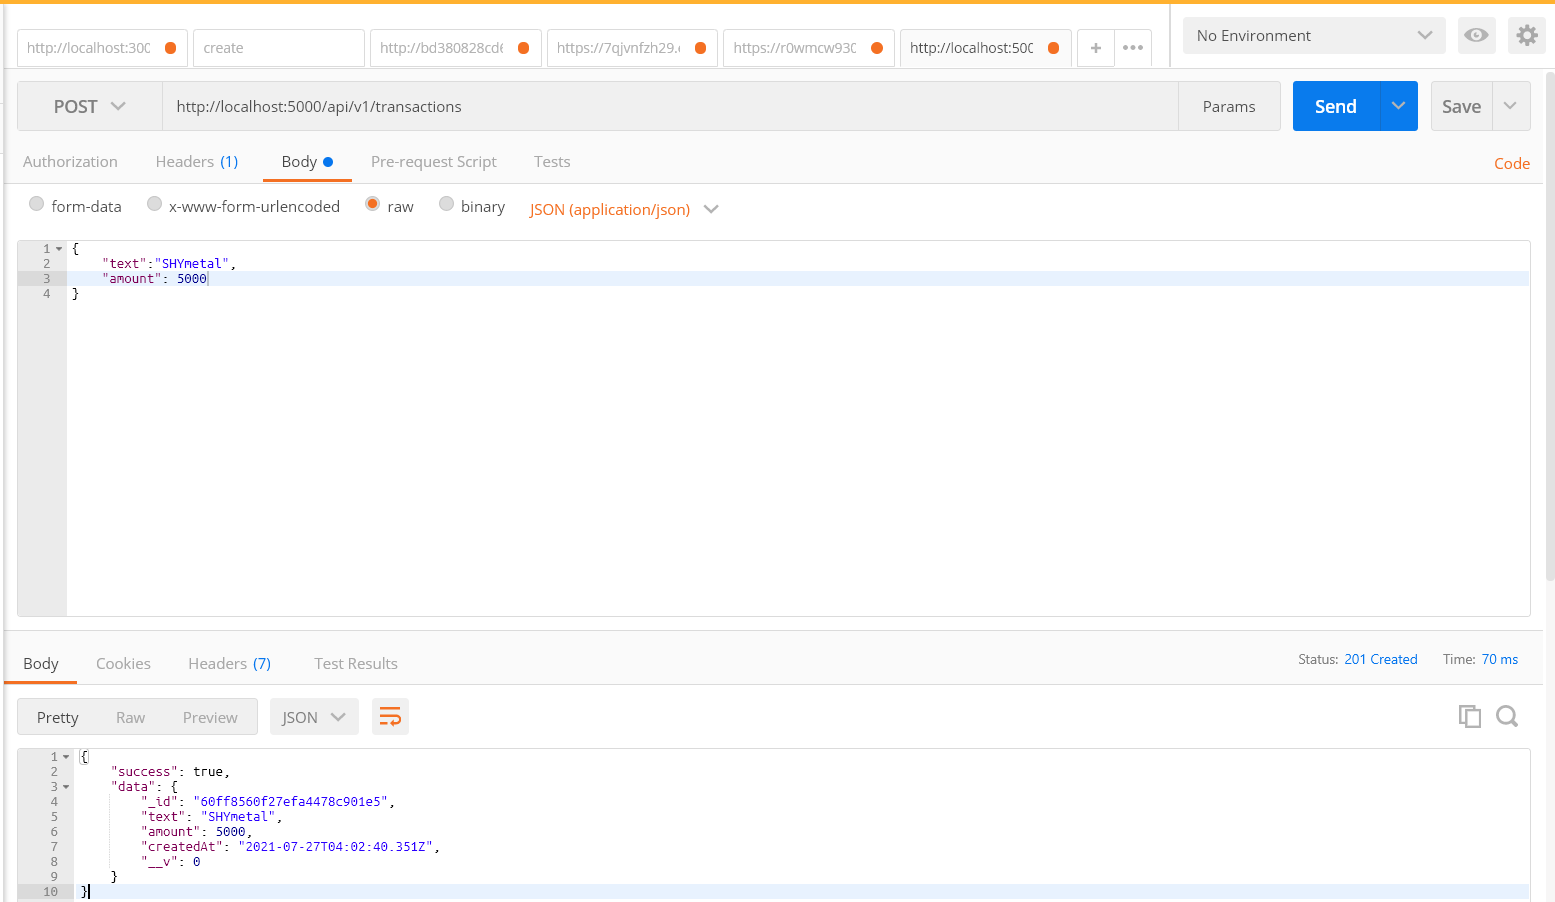 http://localhost:300
create
http://bd380828cd6
https://7qjvnfzh29.e
https://r0wmcw930
http://localhost:500
+
•••
No Environment
POST
http://localhost:5000/api/v1/transactions
Params
Send
Save
Authorization
Headers (1)
Body
Pre-request Script
Tests
Code
form-data
x-www-form-urlencoded
raw
binary
JSON (application/json)
1 {
2 "text":"SHYmetal",
3 "amount": 5000
4 }
Body
Cookies
Headers (7)
Test Results
Status: 201 Created
Time: 70 ms
Pretty
Raw
Preview
JSON
1 {
2 "success": true,
3 "data": {
4 "_id": "60ff8560f27efa4478c901e5",
5 "text": "SHYmetal",
6 "amount": 5000,
7 "createdAt": "2021-07-27T04:02:40.351Z",
8 "__v": 0
9 }
10 }